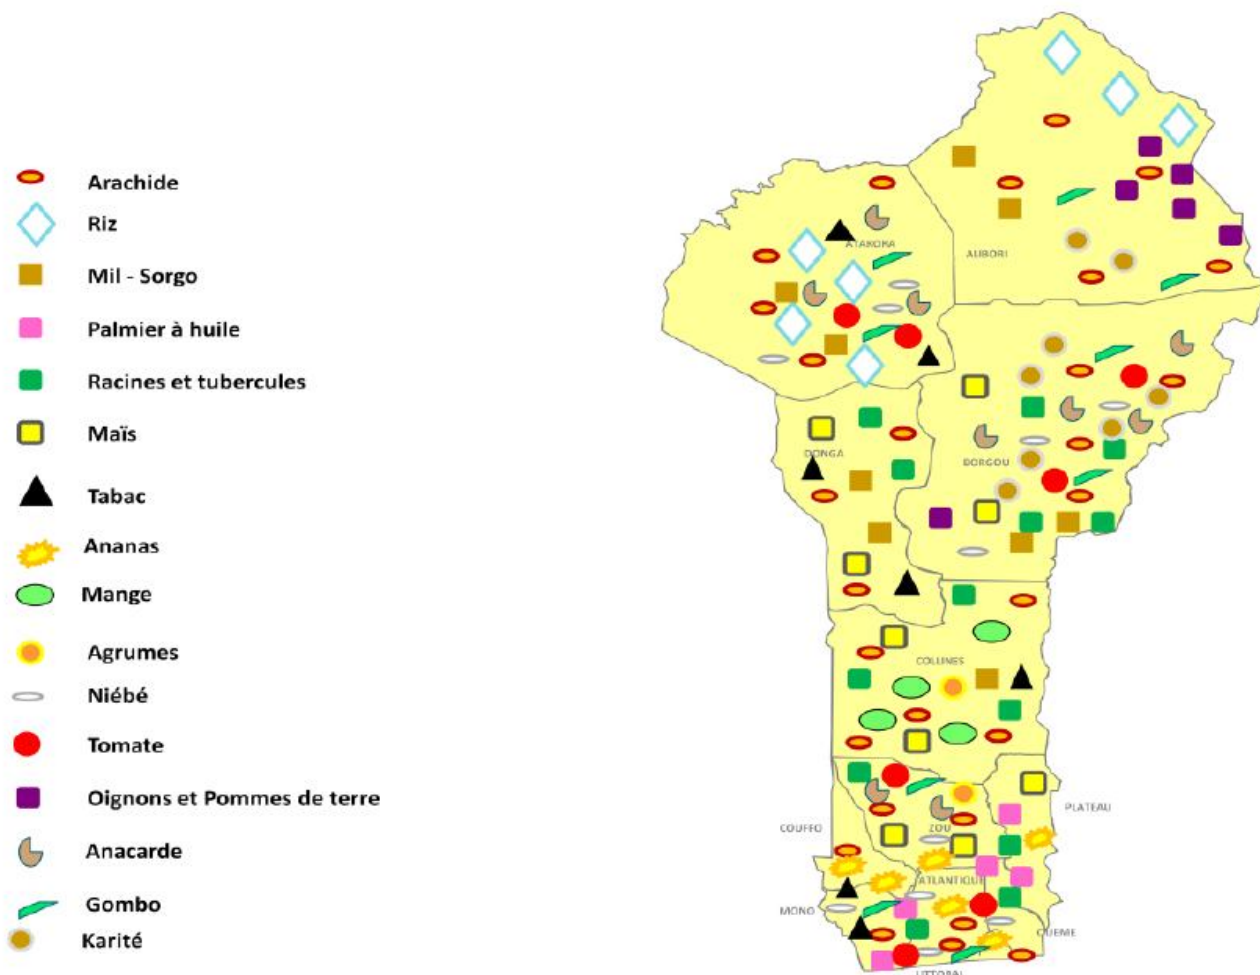 Arachide
Riz
Mil - Sorgo
Palmier à huile
Racines et tubercules
Maïs
Tabac
Ananas
Mange
Agrumes
Niébé
Tomate
Oignons et Pommes de terre
Anacarde
Gombo
Karité
ATAKORA
ALIBORI
DONGA
BORGOU
COLLINES
PLATEAU
COUFFO
ZOU
ATLANTIQUE
MONO
OUEME